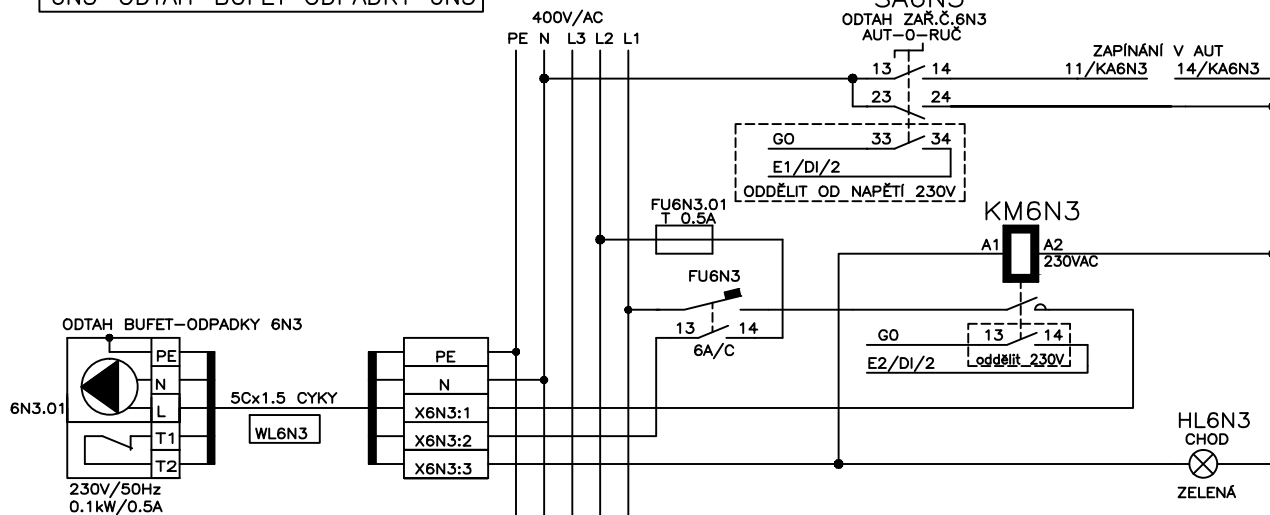 6N3 ODTAH BUFET ODPADKY 6N3
400V/AC
PE N L3 L2 L1
SA6N3
ODTAH ZAŘ.Č.6N3
AUT-0-RUČ
13 14
ZAPÍNÁNÍ V AUT
11/KA6N3 14/KA6N3
23 24
GO 33 34
E1/DI/2
ODDĚLIT OD NAPĚTÍ 230V
FU6N3.01
T 0.5A
KM6N3
A1 A2
230VAC
FU6N3
13 14
6A/C
GO 13 14
E2/DI/2 oddělit 230V
ODTAH BUFET-ODPADKY 6N3
PE
N
L
T1
T2
6N3.01
230V/50Hz
0.1kW/0.5A
5Cx1.5 CYKY
WL6N3
PE
N
X6N3:1
X6N3:2
X6N3:3
HL6N3
CHOD
ZELENÁ